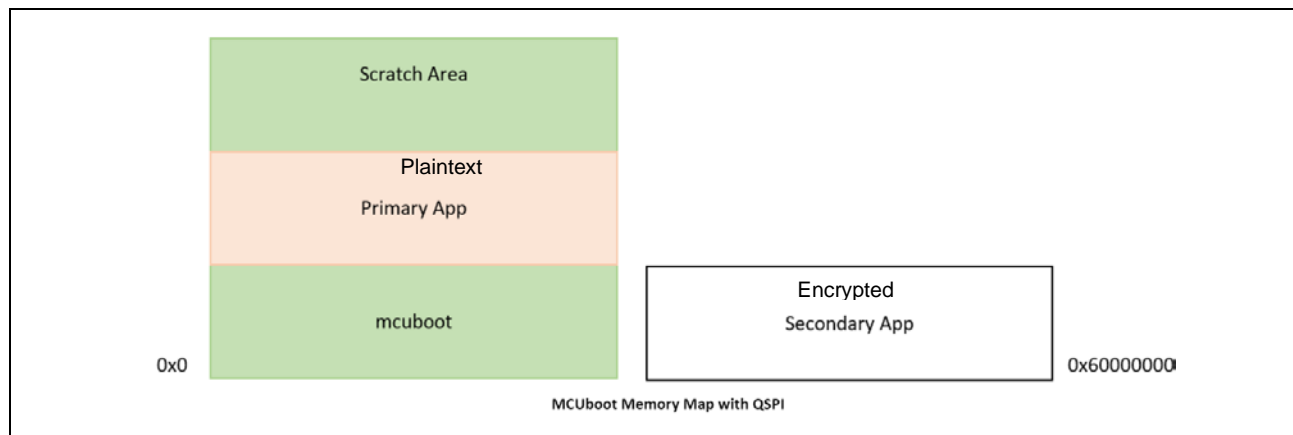 Scratch Area
Plaintext
Primary App
mcuboot
Encrypted
Secondary App
0x0
0x60000000
MCUboot Memory Map with QSPI